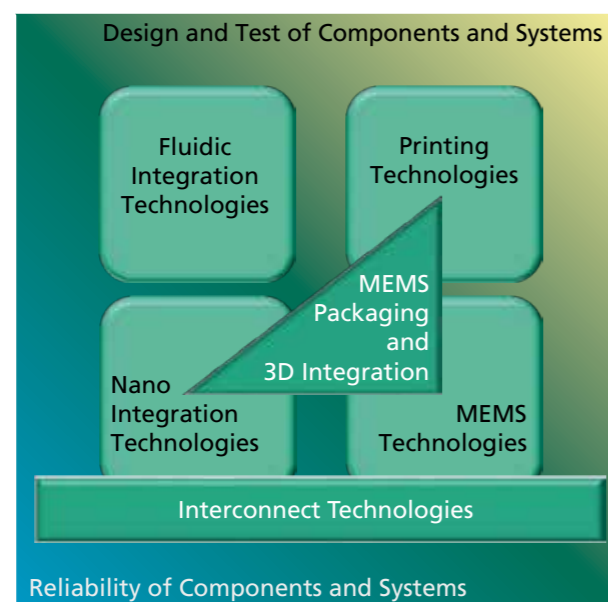 Design and Test of Components and Systems
Fluidic
Integration
Technologies
Printing
Technologies
MEMS
Packaging
and
3D Integration
Nano
Integration
Technologies
MEMS
Technologies
Interconnect Technologies
Reliability of Components and Systems